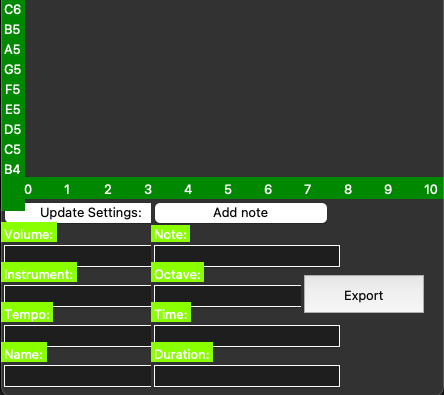 C6
B5
A5
G5
F5
E5
D5
C5
B4
0 1 2 3 4 5 6 7 8 9 10
Update Settings: Add note
Volume: Note:
Instrument: Octave:
Export
Tempo: Time:
Name: Duration: